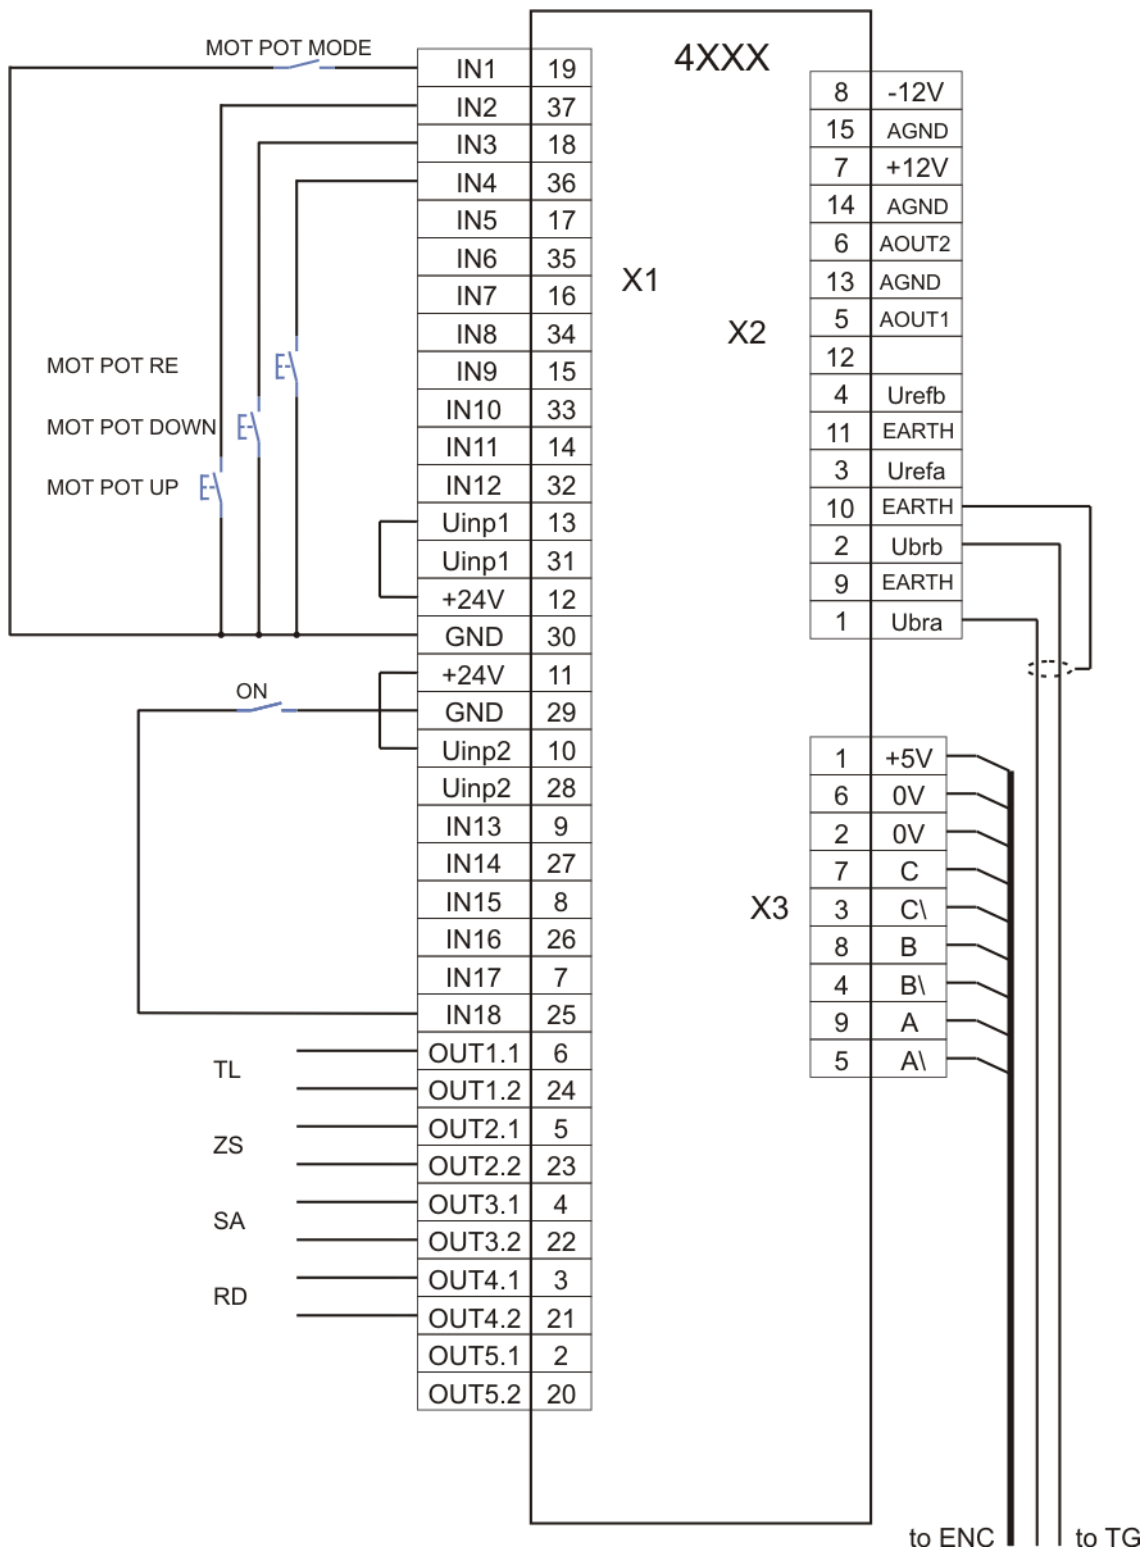 MOT POT MODE
4XXX
IN1 19
IN2 37
IN3 18
IN4 36
IN5 17
IN6 35
IN7 16
IN8 34
IN9 15
IN10 33
IN11 14
IN12 32
Uinp1 13
Uinp1 31
+24V 12
GND 30
+24V 11
GND 29
Uinp2 10
Uinp2 28
IN13 9
IN14 27
IN15 8
IN16 26
IN17 7
IN18 25
OUT1.1 6
OUT1.2 24
OUT2.1 5
OUT2.2 23
OUT3.1 4
OUT3.2 22
OUT4.1 3
OUT4.2 21
OUT5.1 2
OUT5.2 20
MOT POT RE
MOT POT DOWN
MOT POT UP
ON
TL
ZS
SA
RD
X1
X2
8 -12V
15 AGND
7 +12V
14 AGND
6 AOUT2
13 AGND
5 AOUT1
12
4 Urefb
11 EARTH
3 Urefa
10 EARTH
2 Ubrb
9 EARTH
1 Ubra
X3
1 +5V
6 0V
2 0V
7 C
3 C\
8 B
4 B\
9 A
5 A\
to ENC
to TG